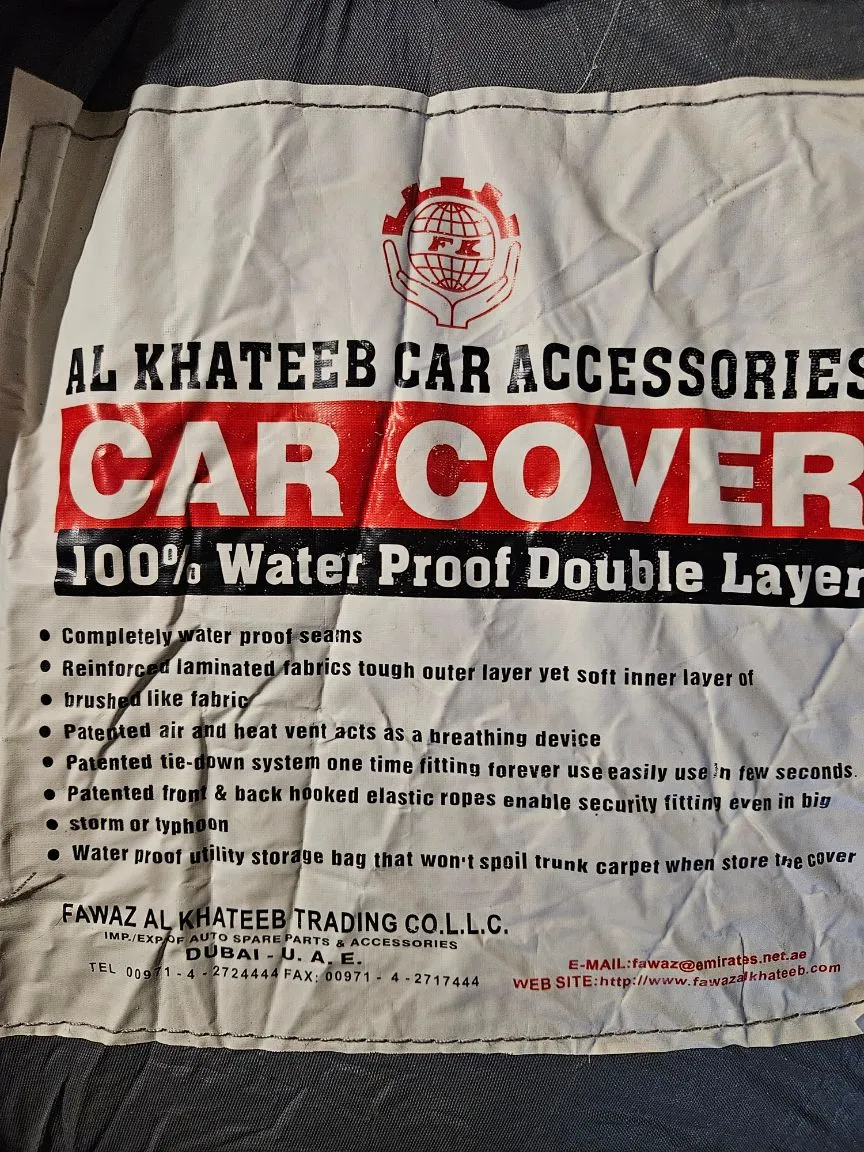 FK
AL KHATEEB CAR ACCESSORIES
CAR COVER
100% Water Proof Double Layer
• Completely water proof seams
• Reinforced laminated fabrics tough outer layer yet soft inner layer of
• brushed like fabric
• Patented air and heat vent acts as a breathing device
• Patented tie-down system one time fitting forever use easily use in few seconds.
• Patented front & back hooked elastic ropes enable security fitting even in big
• storm or typhoon
• Water proof utility storage bag that won't spoil trunk carpet when store the cover
FAWAZ AL KHATEEB TRADING CO.L.L.C.
IMP./EXP OF AUTO SPARE PARTS & ACCESSORIES
DUBAI - U. A. E.
TEL 00971 - 4 - 2724444 FAX: 00971 - 4 - 2717444
E-MAIL:fawaz@emirates.net.ae
WEB SITE:http://www.fawazalkhateeb.com